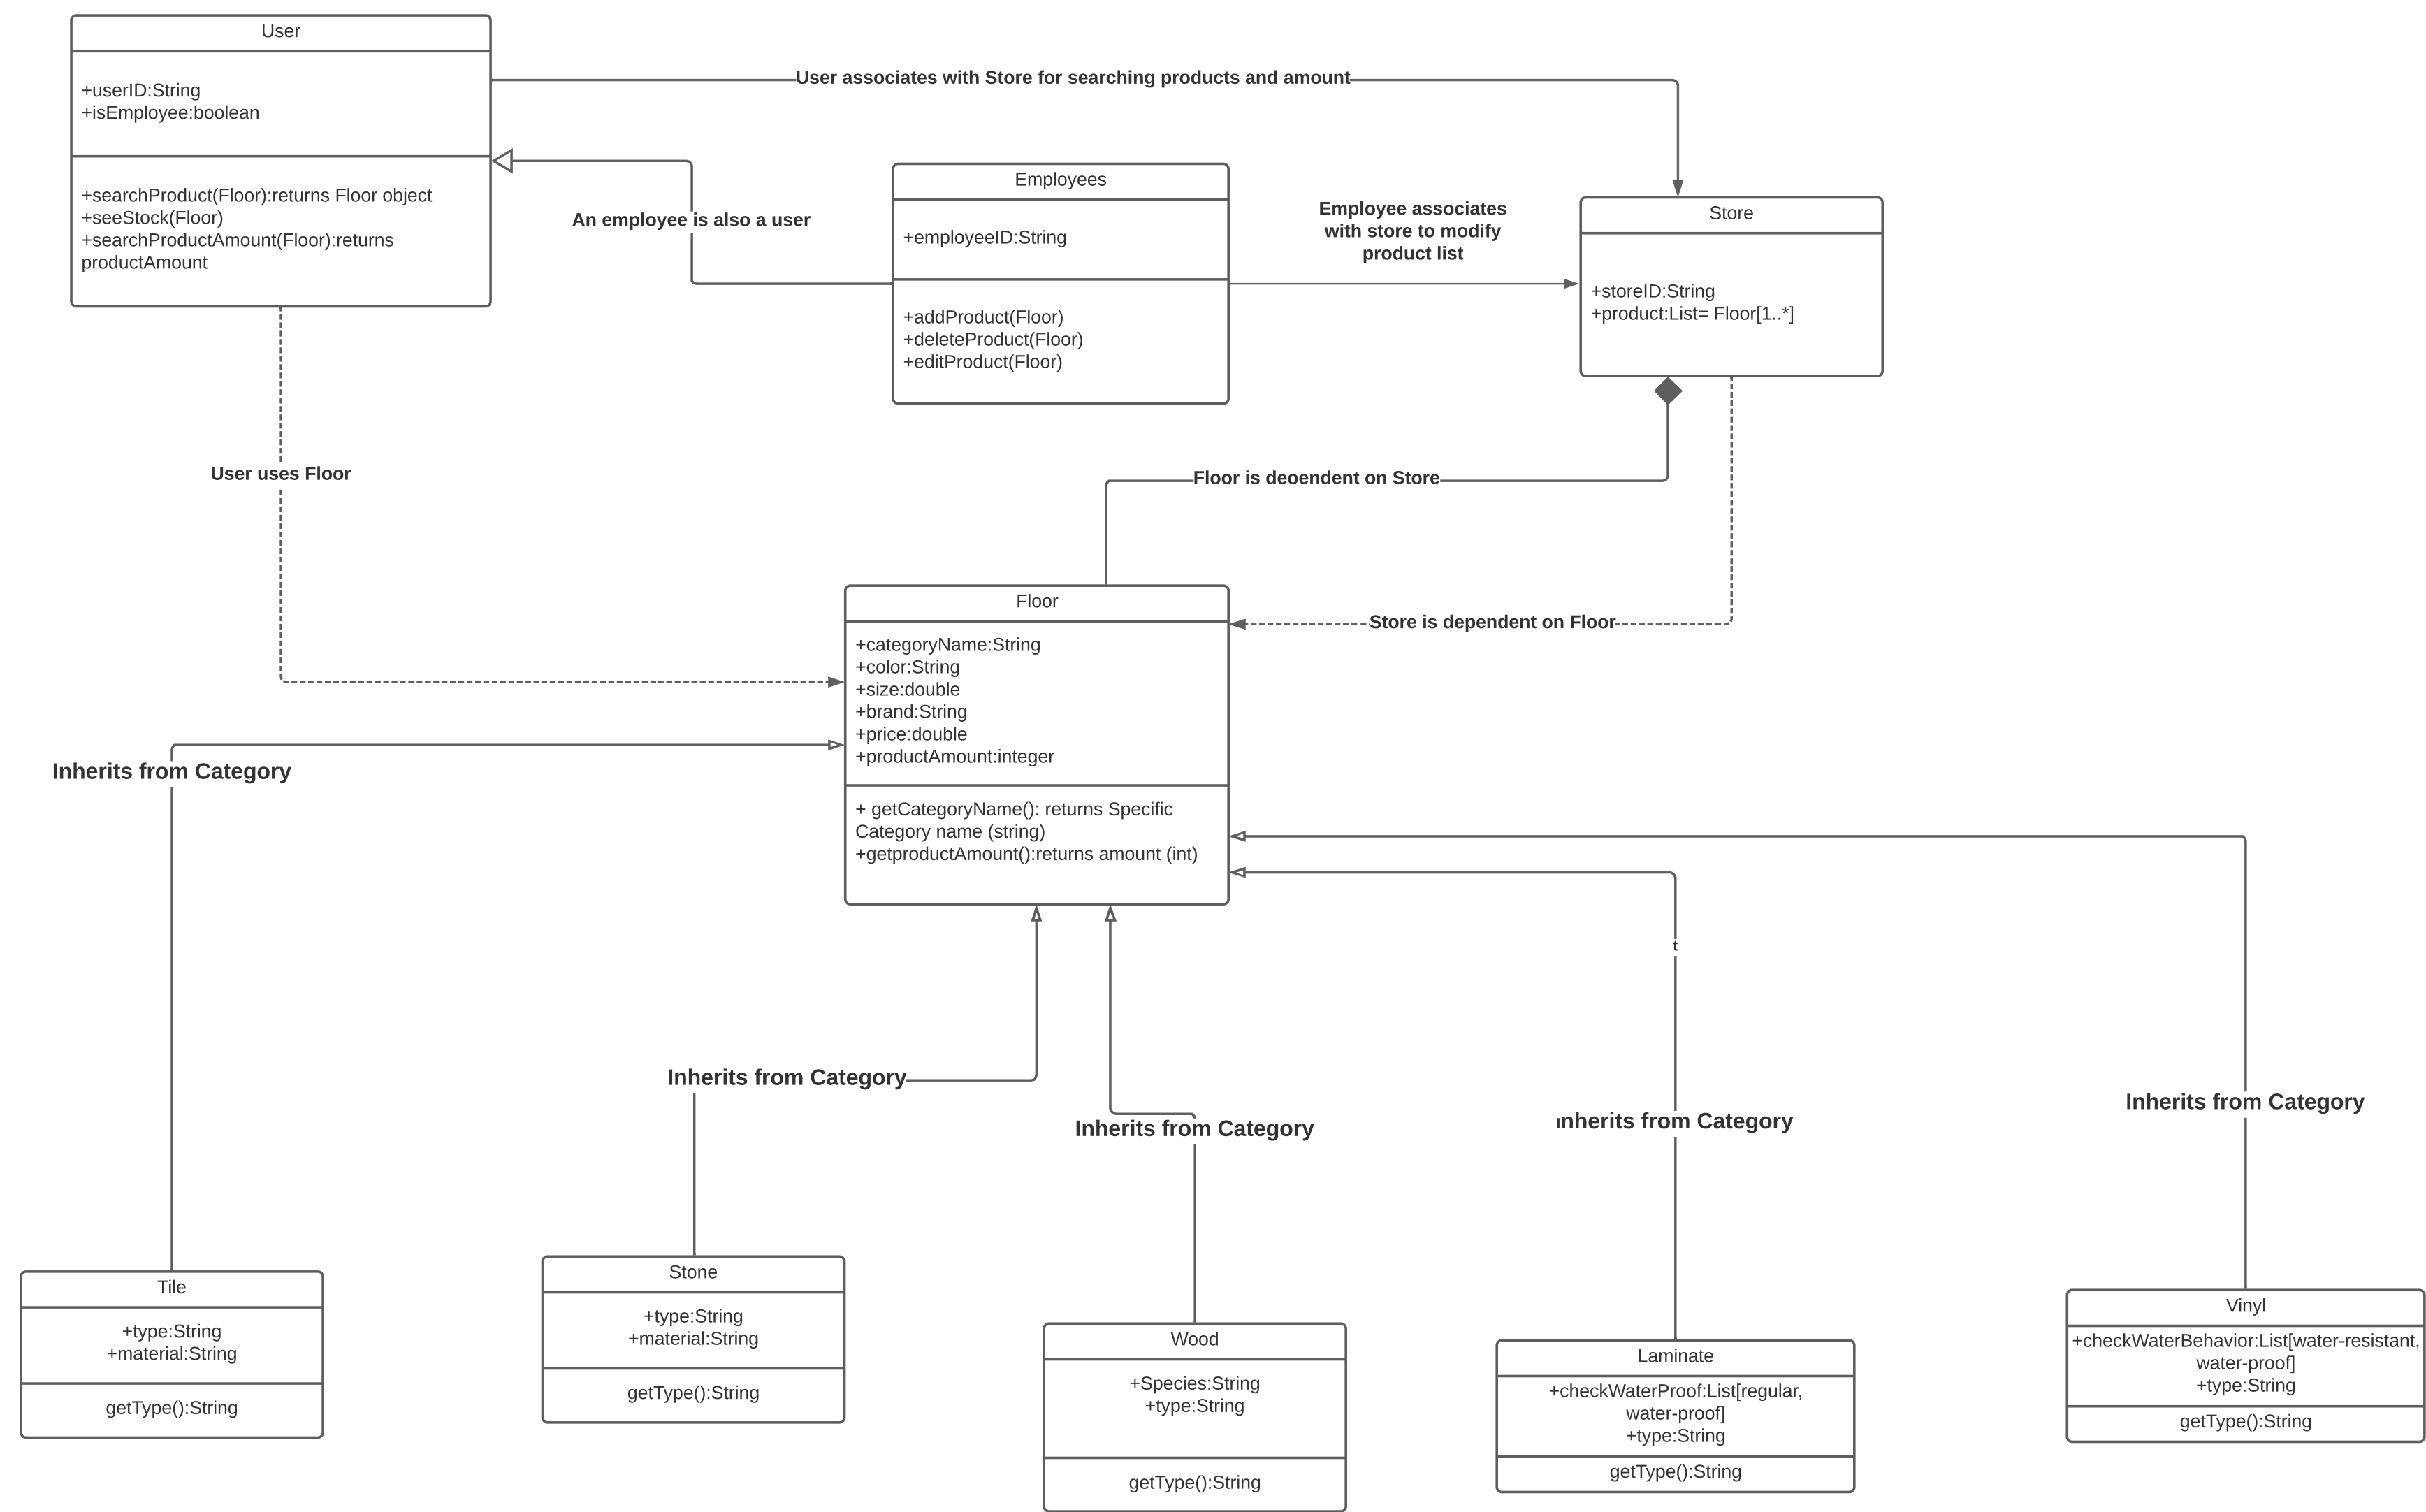 User
+userID:String
+isEmployee:boolean
+searchProduct(Floor):returns Floor object
+seeStock(Floor)
+searchProductAmount(Floor):returns
productAmount
User associates with Store for searching products and amount
An employee is also a user
Employees
+employeeID:String
+addProduct(Floor)
+deleteProduct(Floor)
+editProduct(Floor)
Employee associates
with store to modify
product list
Store
+storeID:String
+product:List= Floor[1..*]
User uses Floor
Floor is deoendent on Store
Store is dependent on Floor
Floor
+categoryName:String
+color:String
+size:double
+brand:String
+price:double
+productAmount:integer
+ getCategoryName(): returns Specific
Category name (string)
+getproductAmount():returns amount (int)
Inherits from Category
t
Inherits from Category
Inherits from Category
Inherits from Category
Inherits from Category
Tile
+type:String
+material:String
getType():String
Stone
+type:String
+material:String
getType():String
Wood
+Species:String
+type:String
getType():String
Laminate
+checkWaterProof:List[regular,
water-proof]
+type:String
getType():String
Vinyl
+checkWaterBehavior:List[water-resistant,
water-proof]
+type:String
getType():String